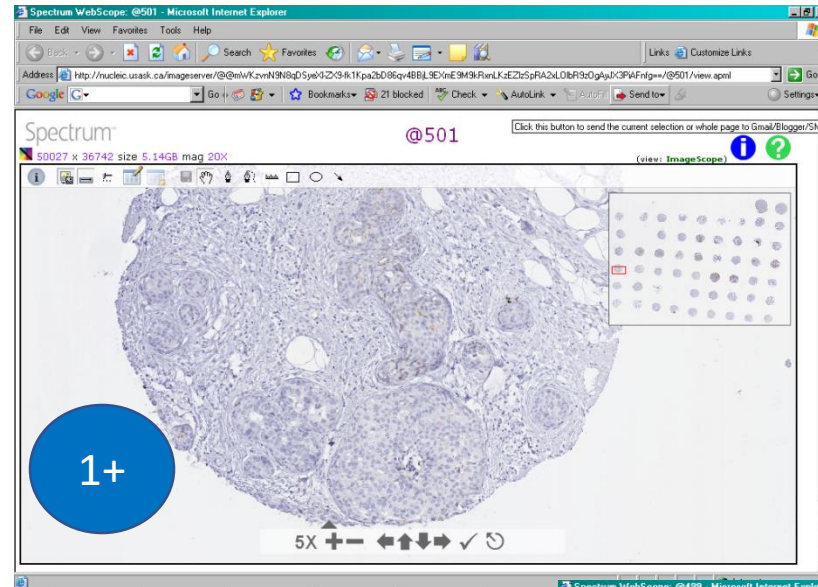 Spectrum WebScope: @501 - Microsoft Internet Explorer
File Edit View Favorites Tools Help
Back Search Favorites Links Customize Links
Address Go
Google G Go Bookmarks 21 blocked Check AutoLink AutoFill Send to Settings
Spectrum @501 Click this button to send the current selection or whole page to Gmail/Blogger/SM
50027 x 36742 size 5.14GB mag 20X (view: ImageScope)
1+
5X